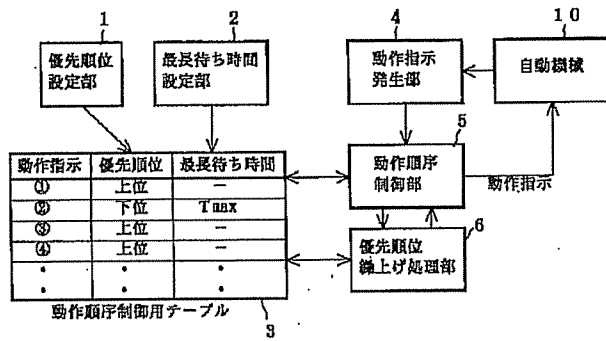 1
2
4
10
優先順位
設定部
最長待ち時間
設定部
動作指示
発生部
自動機械
5
動作指示 優先順位 最長待ち時間
① 上位 −
② 下位 Tmax
③ 上位 −
④ 上位 −
・ ・ ・
・ ・ ・
動作順序
制御部
動作指示
優先順位
繰上げ処理部
6
動作順序制御用テーブル
3